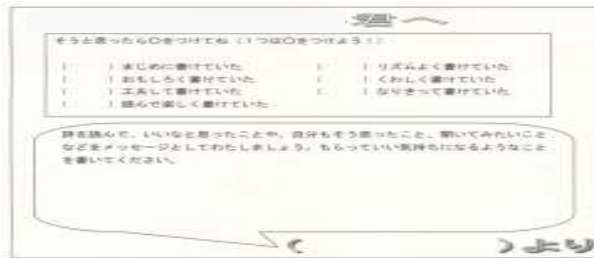 君へ
そうと思ったら〇をつけてね（１つは〇をつけよう！）
（　）まじめに書けていた　（　）リズムよく書けていた
（　）おもしろく書けていた　（　）くわしく書けていた
（　）工夫して書けていた　（　）なりきって書けていた
（　）読んで楽しく書けていた
詩を読んで、いいなと思ったことや、自分もそう思ったこと、聞いてみたいこと
などをメッセージとしてわたしましょう。もらっていい気持ちになるようなこと
を書いてください。
（　）より